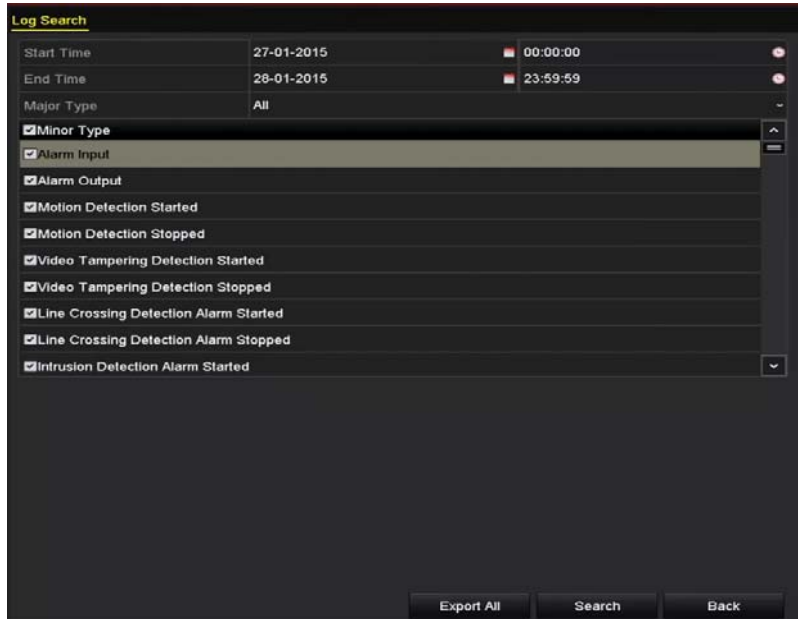 Log Search
Start Time 27-01-2015 00:00:00
End Time 28-01-2015 23:59:59
Major Type All
Minor Type
Alarm Input
Alarm Output
Motion Detection Started
Motion Detection Stopped
Video Tampering Detection Started
Video Tampering Detection Stopped
Line Crossing Detection Alarm Started
Line Crossing Detection Alarm Stopped
Intrusion Detection Alarm Started
Export All Search Back